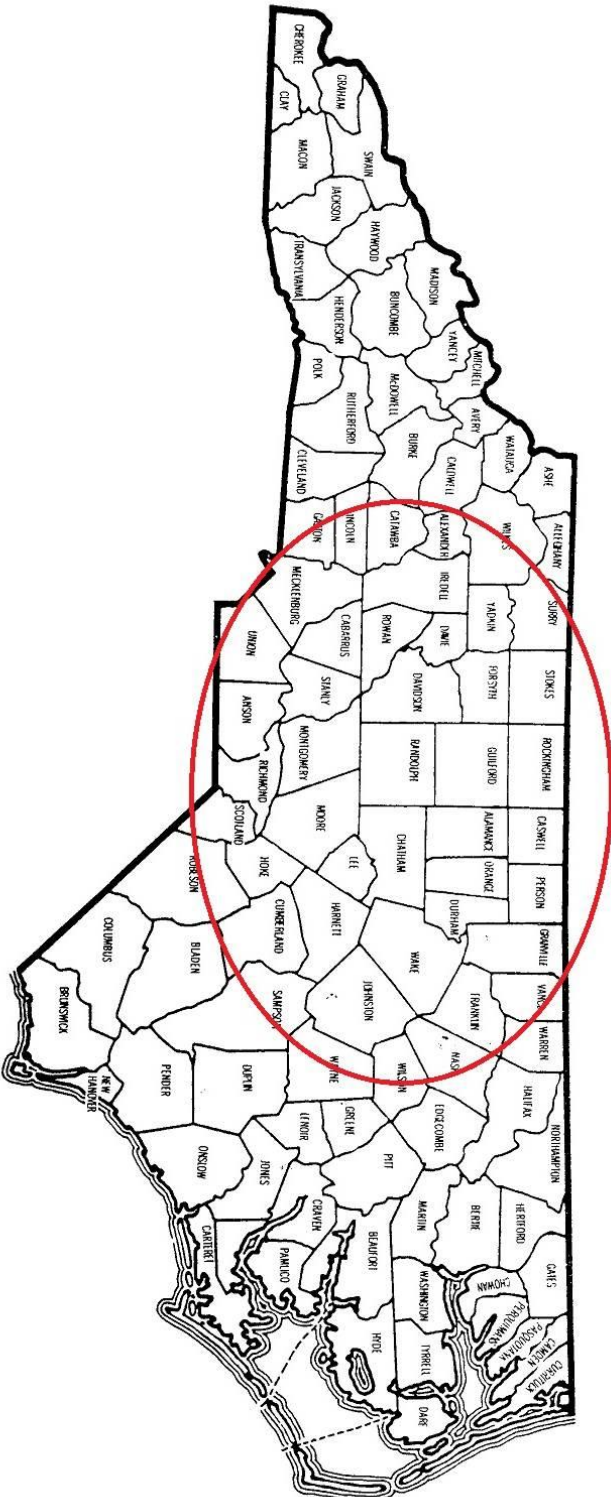 CHEROKEE
GRAHAM
CLAY
SWAIN
MACON
JACKSON
HAYWOOD
TRANSYLVANIA
MADISON
BUNCOMBE
HENDERSON
YANCEY
MITCHELL
McDOWELL
POLK
RUTHERFORD
AVERY
BURKE
CLEVELAND
WATAUGA
CALDWELL
ASHE
ALLEGHANY
WILKES
ALEXANDER
CATAWBA
LINCOLN
GASTON
SURRY
YADKIN
IREDELL
DAVIE
ROWAN
CABARRUS
MECKLENBURG
UNION
STOKES
FORSYTH
DAVIDSON
STANLY
ANSON
ROCKINGHAM
GUILFORD
RANDOLPH
MONTGOMERY
RICHMOND
SCOTLAND
CASWELL
ALAMANCE
ORANGE
CHATHAM
MOORE
LEE
HOKE
ROBESON
PERSON
DURHAM
GRANVILLE
WAKE
HARNETT
CUMBERLAND
BLADEN
COLUMBUS
BRUNSWICK
VANCE
WARREN
FRANKLIN
JOHNSTON
SAMPSON
NASH
WILSON
WAYNE
DUPLIN
PENDER
NEW
HANOVER
HALIFAX
NORTHAMPTON
EDGECOMBE
PITT
GREENE
LENOIR
JONES
ONSLOW
HERTFORD
BERTIE
MARTIN
BEAUFORT
CRAVEN
PAMLICO
CARTERET
GATES
CHOWAN
PERQUIMANS
PASQUOTANK
CAMDEN
CURRITUCK
WASHINGTON
TYRRELL
DARE
HYDE